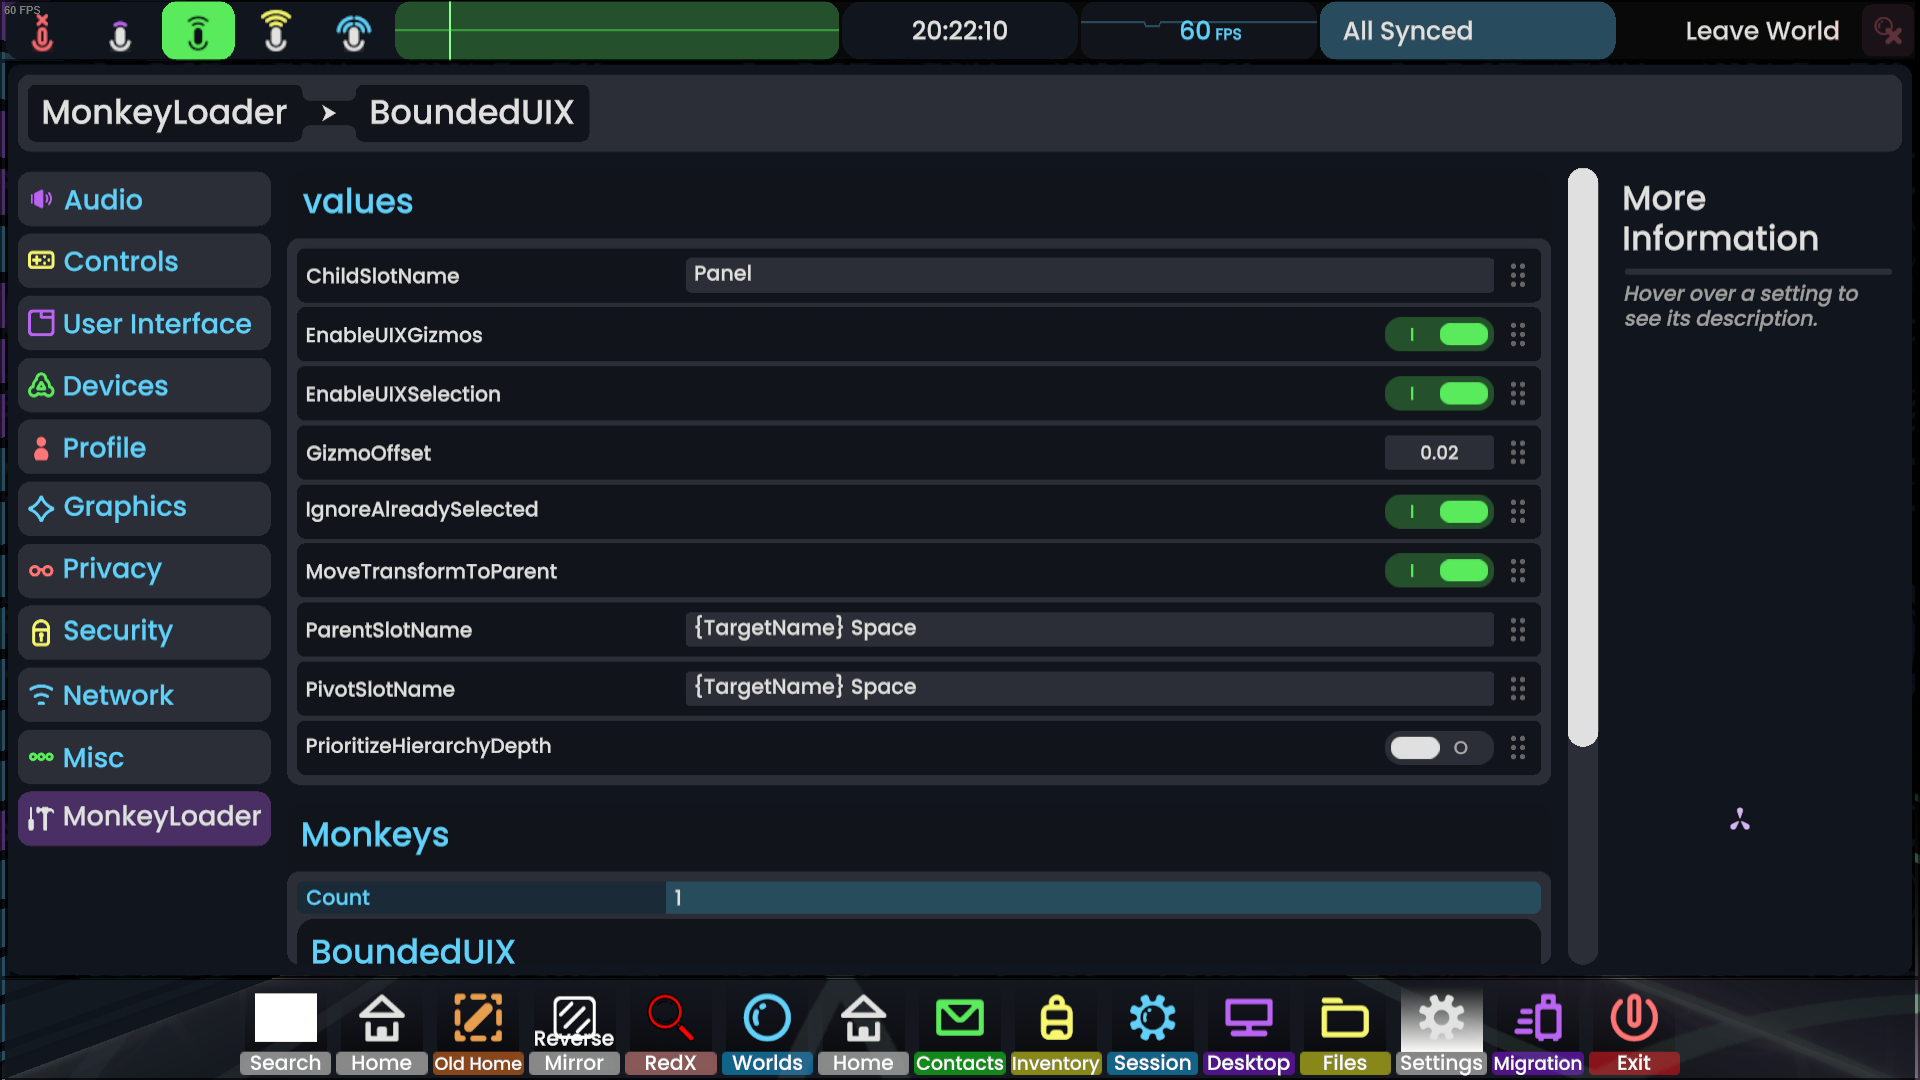 60 FPS
20:22:10
60 FPS
All Synced
Leave World
MonkeyLoader
BoundedUIX
Audio
Controls
User Interface
Devices
Profile
Graphics
Privacy
Security
Network
Misc
MonkeyLoader
values
ChildSlotName
Panel
EnableUIXGizmos
EnableUIXSelection
GizmoOffset
0.02
IgnoreAlreadySelected
MoveTransformToParent
ParentSlotName
{TargetName} Space
PivotSlotName
{TargetName} Space
PrioritizeHierarchyDepth
Monkeys
Count
1
BoundedUIX
More
Information
Hover over a setting to
see its description.
Search
Home
Old Home
Reverse
Mirror
RedX
Worlds
Home
Contacts
Inventory
Session
Desktop
Files
Settings
Migration
Exit